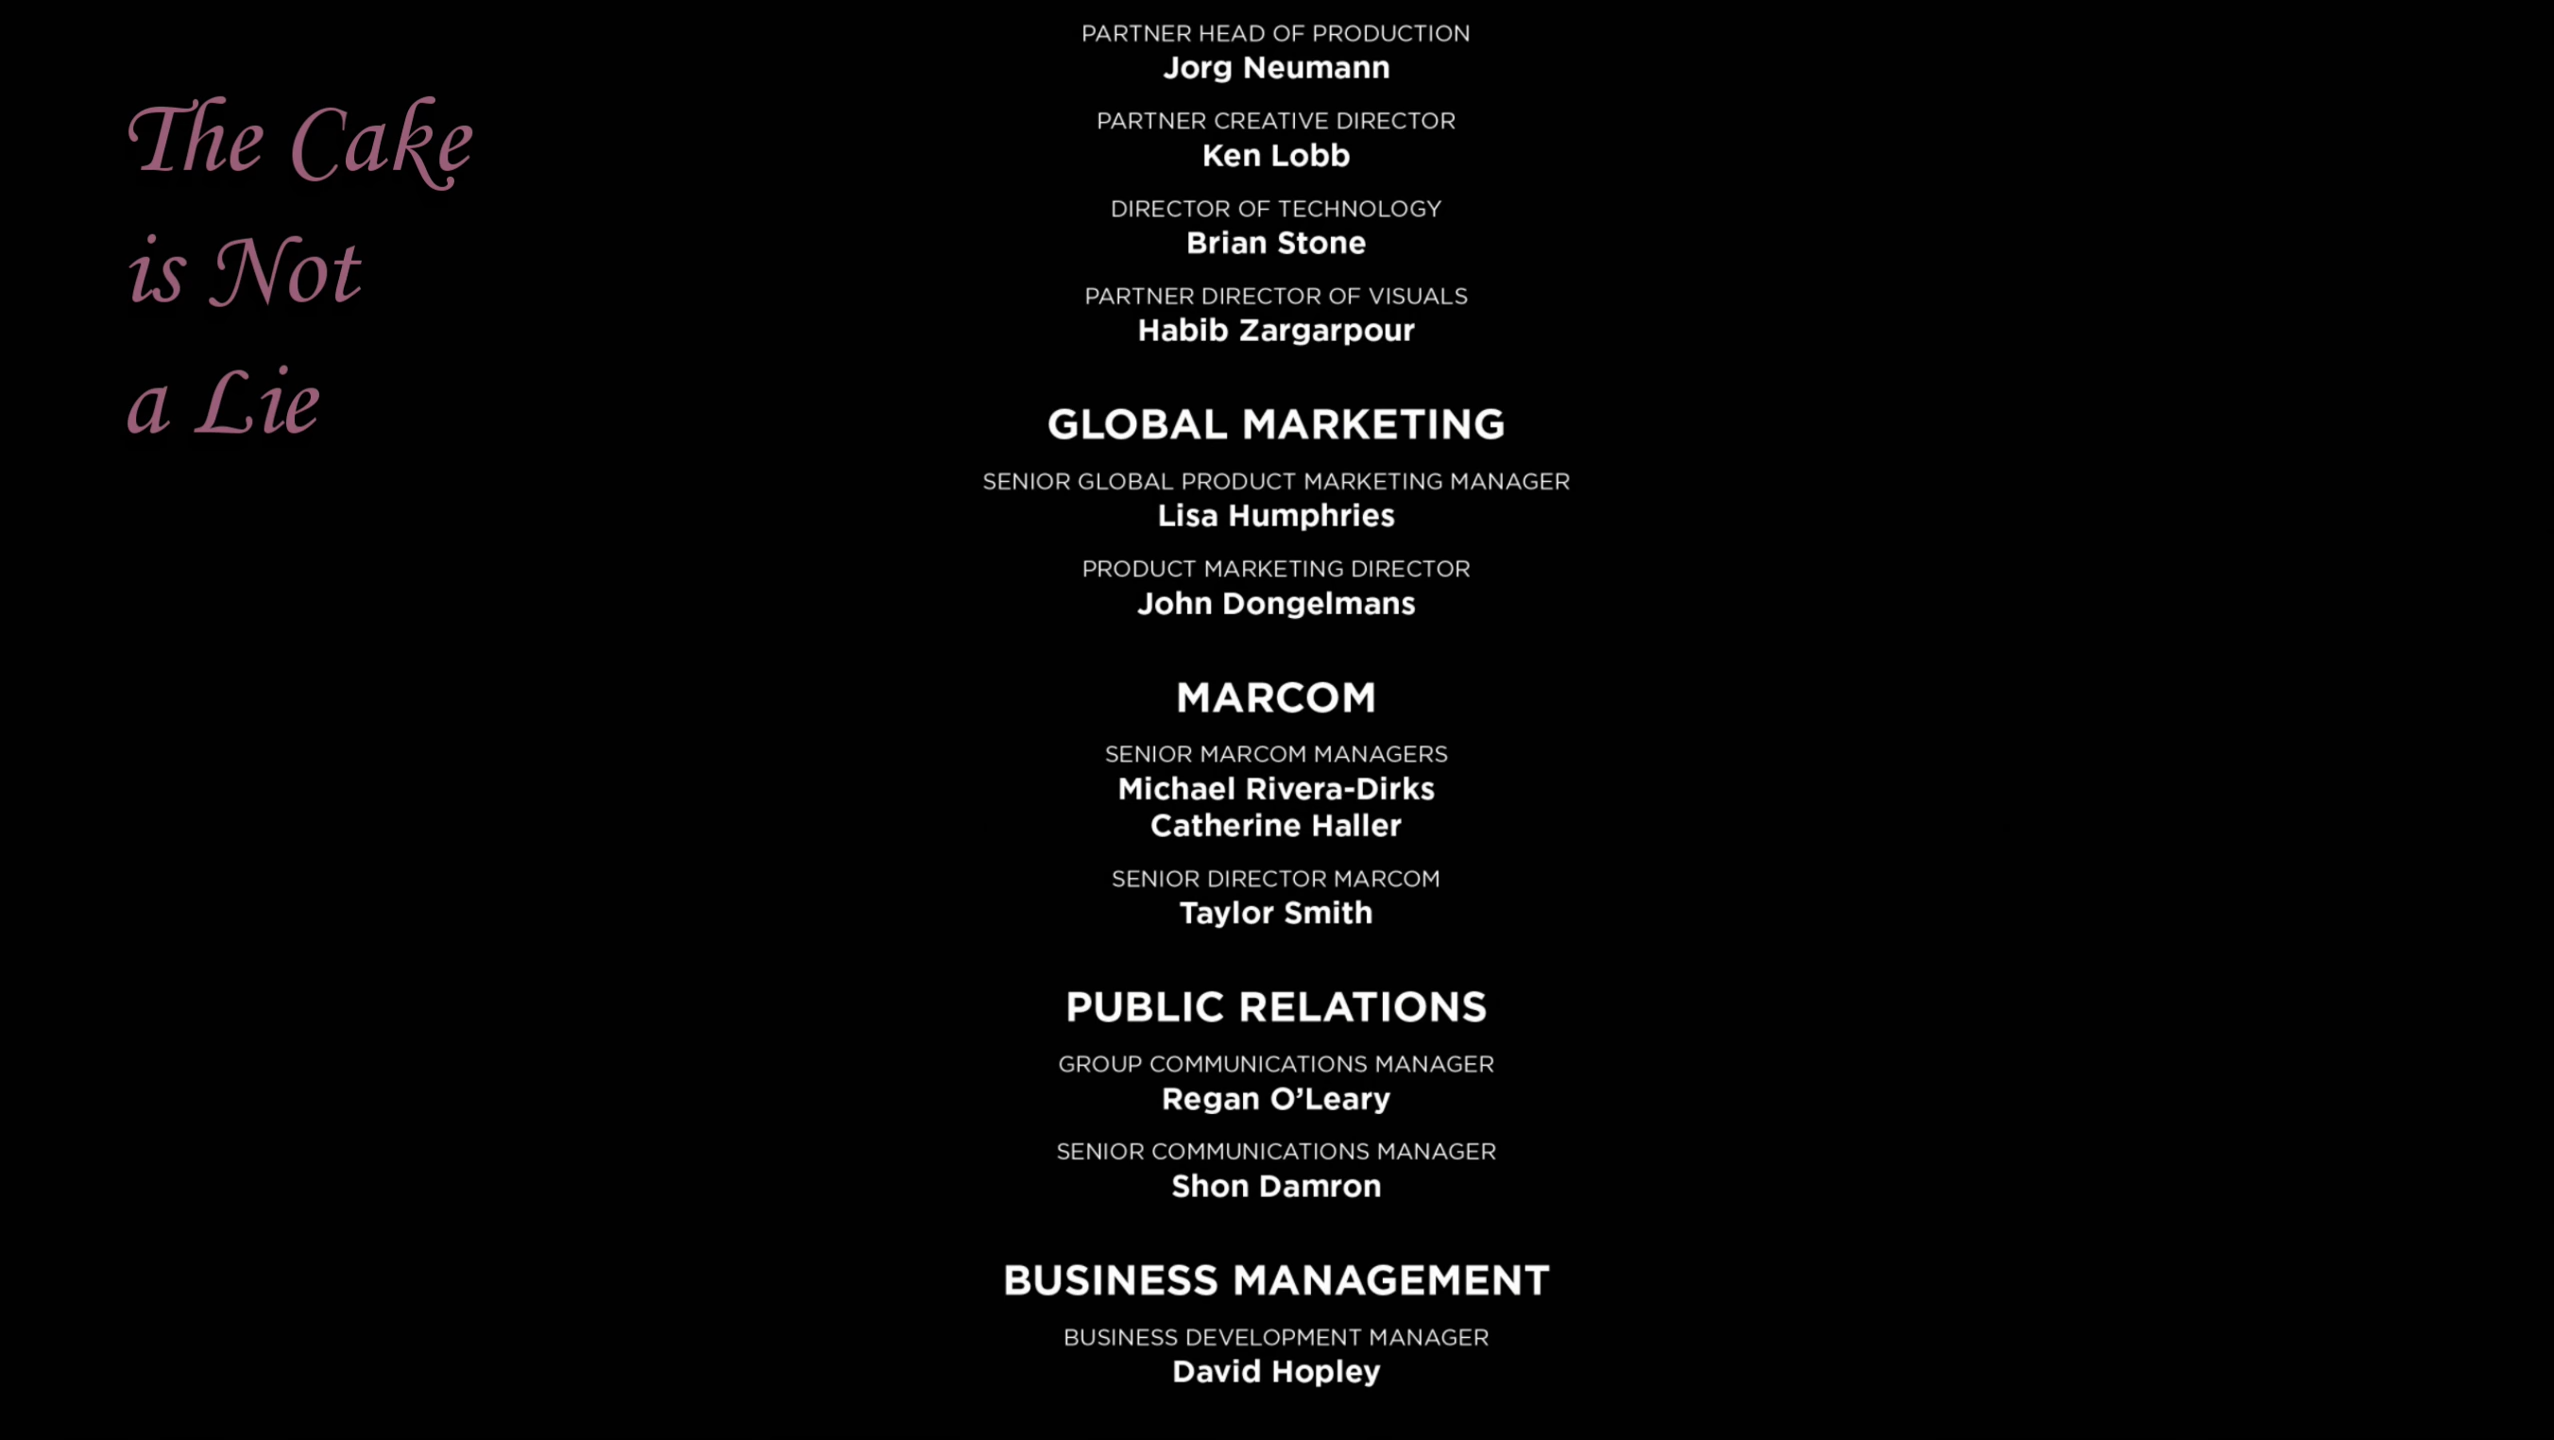 The Cake
is Not
a Lie
PARTNER HEAD OF PRODUCTION
Jorg Neumann
PARTNER CREATIVE DIRECTOR
Ken Lobb
DIRECTOR OF TECHNOLOGY
Brian Stone
PARTNER DIRECTOR OF VISUALS
Habib Zargarpour
GLOBAL MARKETING
SENIOR GLOBAL PRODUCT MARKETING MANAGER
Lisa Humphries
PRODUCT MARKETING DIRECTOR
John Dongelmans
MARCOM
SENIOR MARCOM MANAGERS
Michael Rivera-Dirks
Catherine Haller
SENIOR DIRECTOR MARCOM
Taylor Smith
PUBLIC RELATIONS
GROUP COMMUNICATIONS MANAGER
Regan O’Leary
SENIOR COMMUNICATIONS MANAGER
Shon Damron
BUSINESS MANAGEMENT
BUSINESS DEVELOPMENT MANAGER
David Hopley